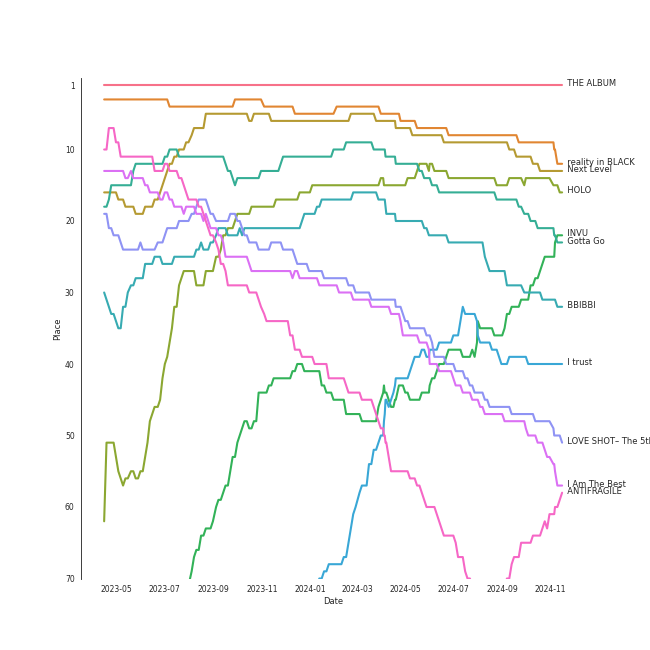 THE ALBUM
reality in BLACK
Next Level
HOLO
INVU
Gotta Go
BBIBBI
I trust
LOVE SHOT– The 5t
I Am The Best
ANTIFRAGILE
Place
1
10
20
30
40
50
60
70
2023-05
2023-07
2023-09
2023-11
2024-01
2024-03
2024-05
2024-07
2024-09
2024-11
Date